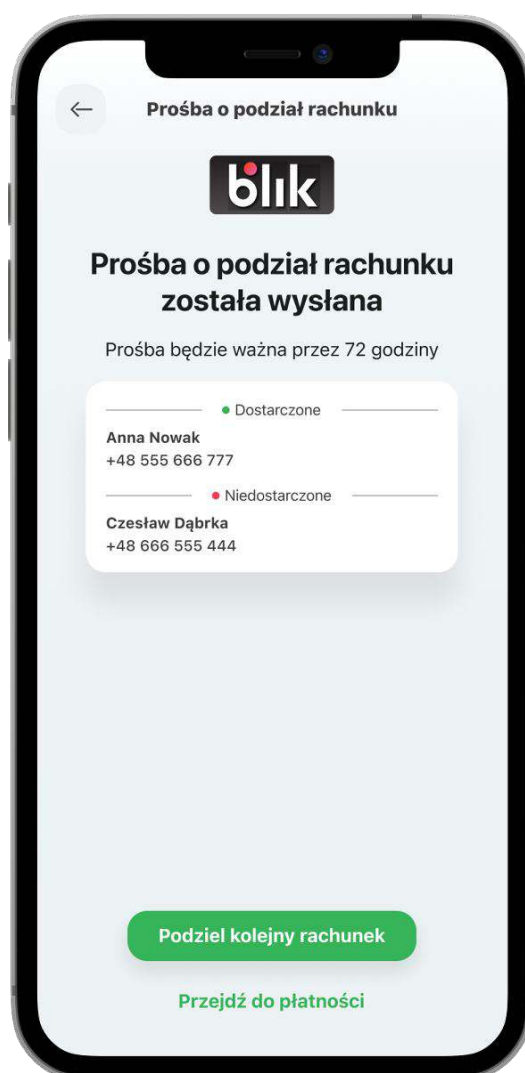 Prośba o podział rachunku
blik
Prośba o podział rachunku
została wysłana
Prośba będzie ważna przez 72 godziny
Dostarczone
Anna Nowak
+48 555 666 777
Niedostarczone
Czesław Dąbrka
+48 666 555 444
Podziel kolejny rachunek
Przejdź do płatności